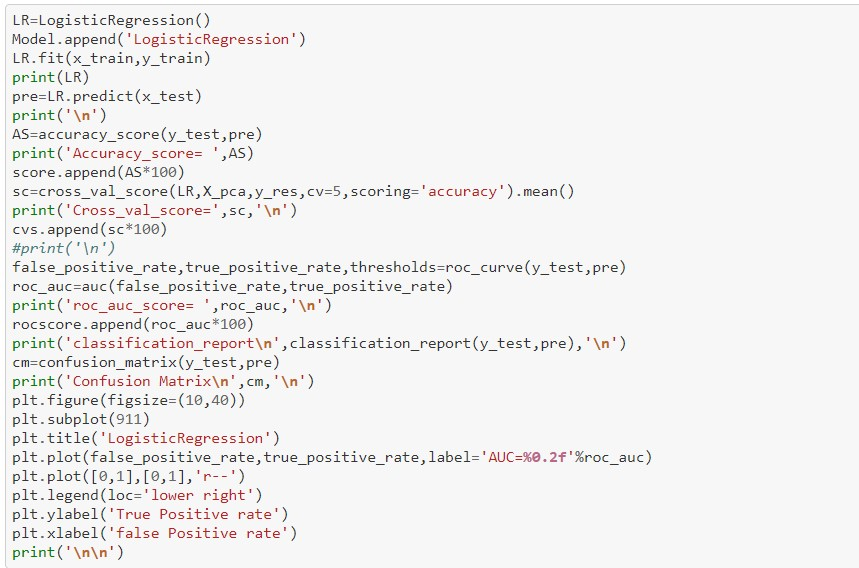 LR=LogisticRegression()
Model.append('LogisticRegression')
LR.fit(x_train,y_train)
print(LR)
pre=LR.predict(x_test)
print('\n')
AS=accuracy_score(y_test,pre)
print('Accuracy_score= ',AS)
score.append(AS*100)
sc=cross_val_score(LR,X_pca,y_res,cv=5,scoring='accuracy').mean()
print('Cross_val_score=',sc,'\n')
cvs.append(sc*100)
#print('\n')
false_positive_rate,true_positive_rate,thresholds=roc_curve(y_test,pre)
roc_auc=auc(false_positive_rate,true_positive_rate)
print('roc_auc_score= ',roc_auc,'\n')
rocscore.append(roc_auc*100)
print('classification_report\n',classification_report(y_test,pre),'\n')
cm=confusion_matrix(y_test,pre)
print('Confusion Matrix\n',cm,'\n')
plt.figure(figsize=(10,40))
plt.subplot(911)
plt.title('LogisticRegression')
plt.plot(false_positive_rate,true_positive_rate,label='AUC=%0.2f'%roc_auc)
plt.plot([0,1],[0,1],'r--')
plt.legend(loc='lower right')
plt.ylabel('True Positive rate')
plt.xlabel('false Positive rate')
print('\n\n')